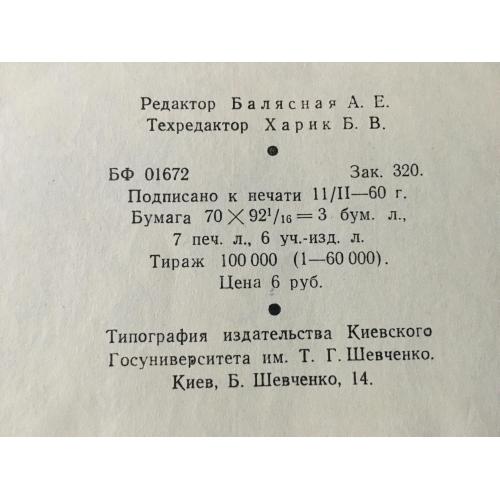 Редактор Балясная А. Е.
Техредактор Харик Б. В.
БФ 01672 Зак. 320.
Подписано к нечати 11/II—60 г.
Бумага 70 × 92¹/₁₆ = 3 бум. л.,
7 печ. л., 6 уч.-изд. л.
Тираж 100 000 (1—60 000).
Цена 6 руб.
Типография издательства Киевского
Госуниверситета им. Т. Г. Шевченко.
Киев, Б. Шевченко, 14.